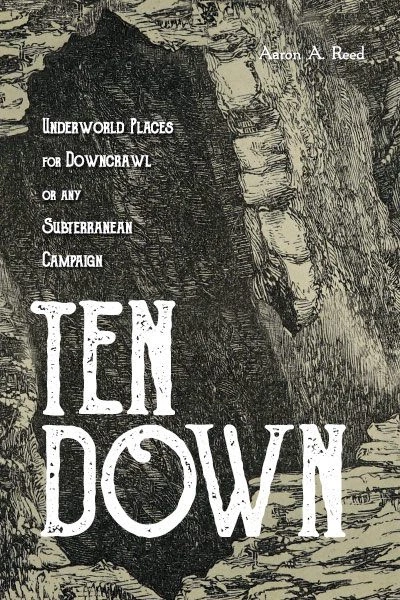 Aaron A. Reed
Underworld Places
for Downcrawl
or any
Subterranean
Campaign
TEN
DOWN